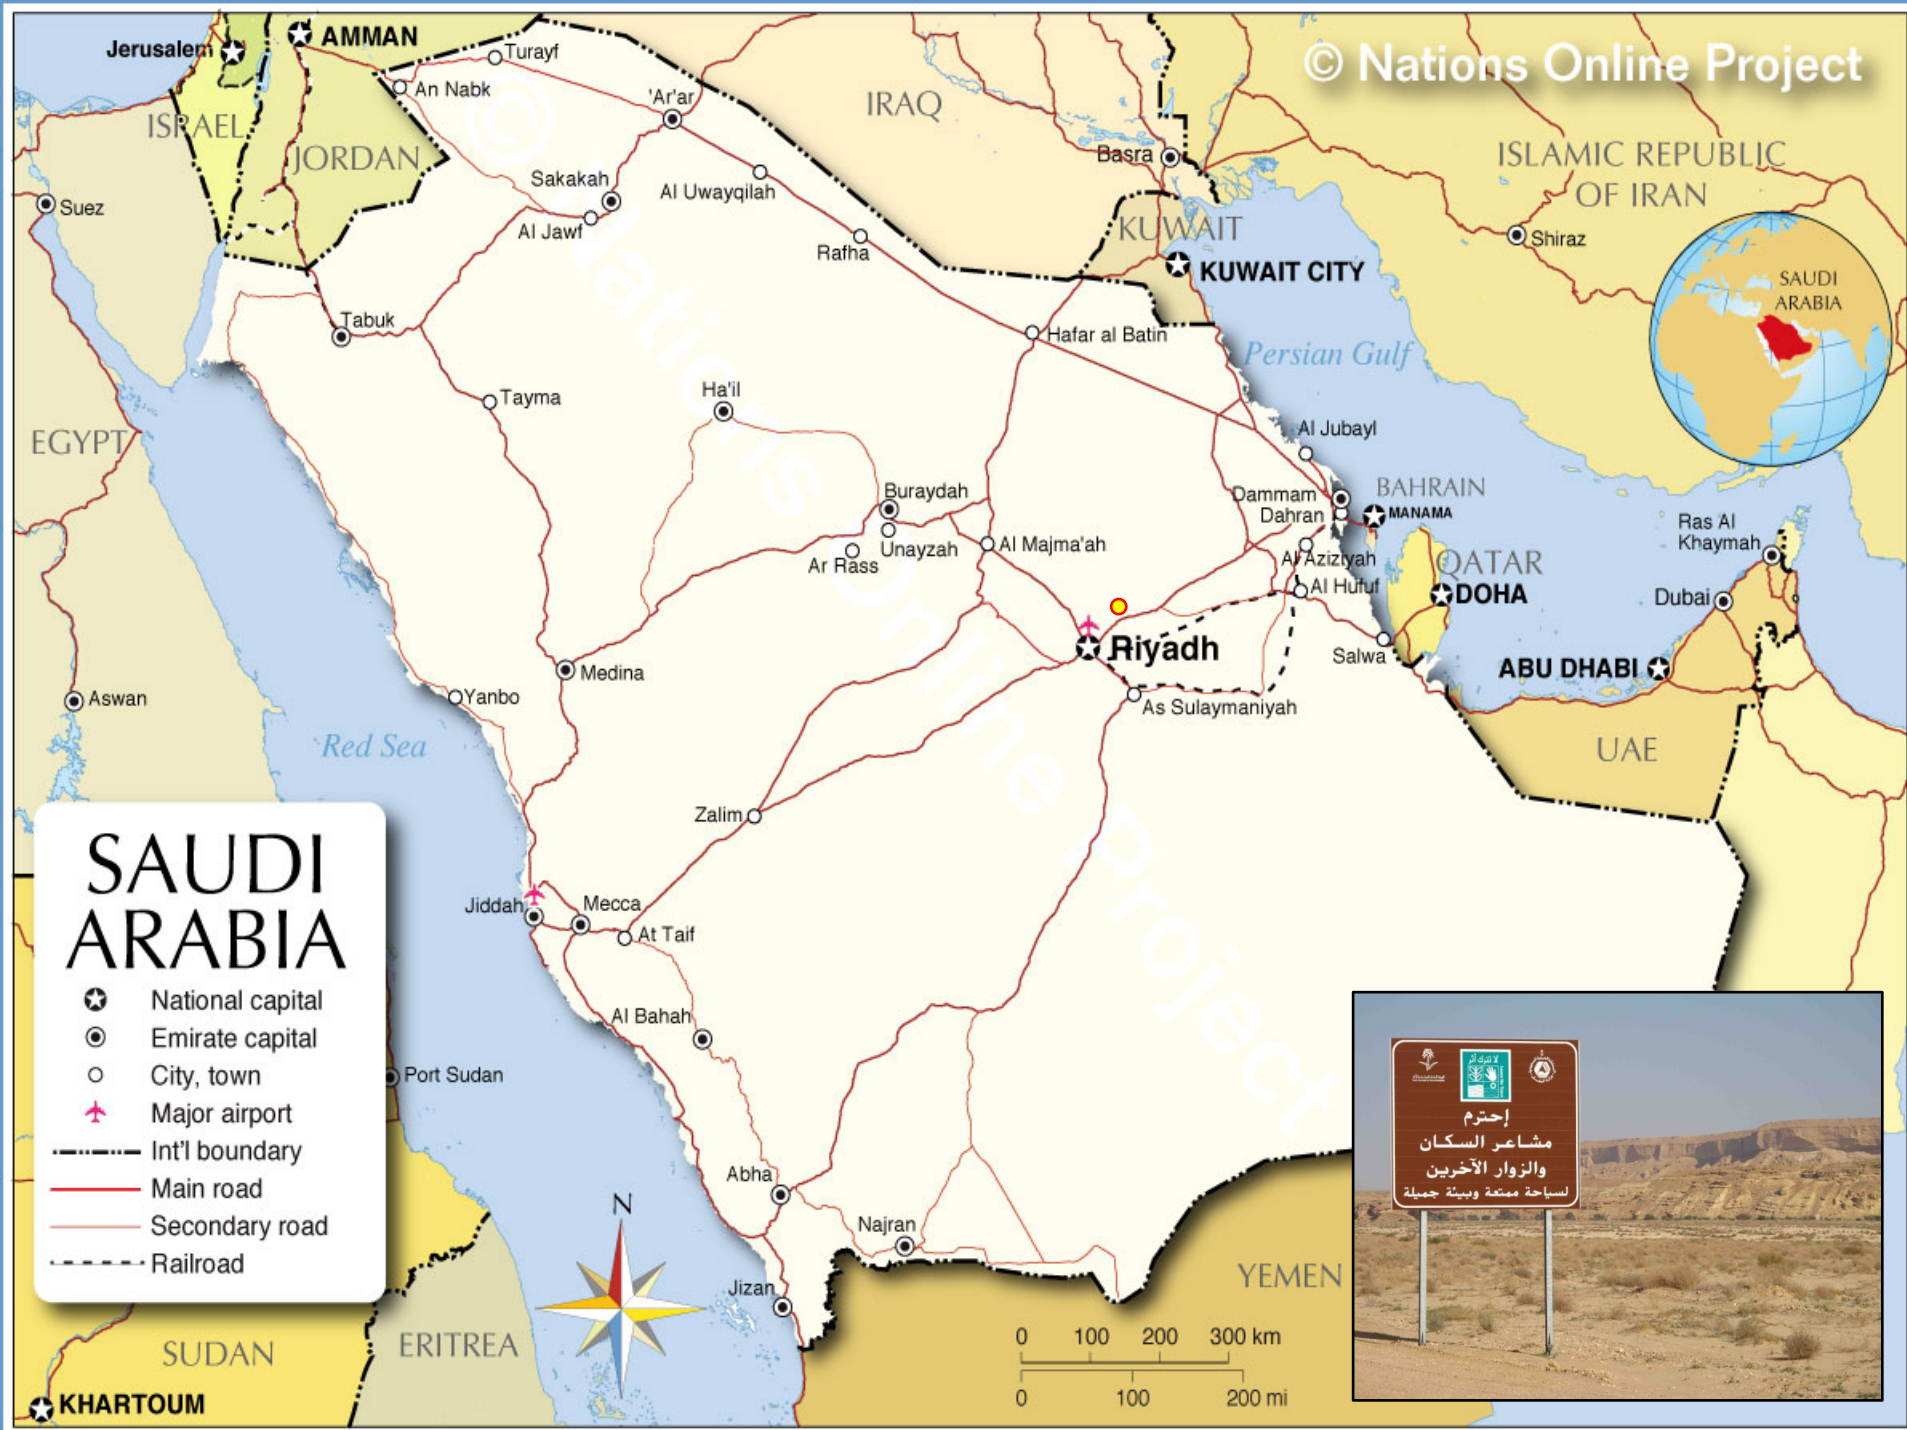 © Nations Online Project
Jerusalem
AMMAN
Turayf
An Nabk
'Ar'ar
IRAQ
ISRAEL
JORDAN
Basra
ISLAMIC REPUBLIC
OF IRAN
Suez
Sakakah
Al Uwayqilah
Al Jawf
Rafha
KUWAIT
KUWAIT CITY
Shiraz
SAUDI
ARABIA
Tabuk
Hafar al Batin
Persian Gulf
Tayma
Ha'il
EGYPT
Al Jubayl
Buraydah
Dammam
BAHRAIN
Dahran
MANAMA
Ras Al
Khaymah
Unayzah
Al Majma'ah
Ar Rass
Al Aziziyah
QATAR
Al Hufuf
DOHA
Dubai
Riyadh
Salwa
ABU DHABI
Medina
Yanbo
Aswan
As Sulaymaniyah
Red Sea
UAE
Zalim
© Nations Online Project
Jiddah
Mecca
At Taif
Al Bahah
Port Sudan
Abha
Najran
Jizan
YEMEN
SUDAN
ERITREA
KHARTOUM
SAUDI
ARABIA
National capital
Emirate capital
City, town
Major airport
Int'l boundary
Main road
Secondary road
Railroad
N
0 100 200 300 km
0 100 200 mi
لا تترك أثر
إحترم
مشاعر السكان
والزوار الآخرين
لسياحة ممتعة وبيئة جميلة